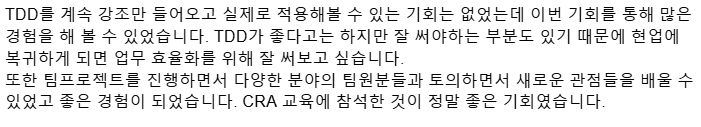 TDD를 계속 강조만 들어오고 실제로 적용해볼 수 있는 기회는 없었는데 이번 기회를 통해 많은
경험을 해 볼 수 있었습니다. TDD가 좋다고는 하지만 잘 써야하는 부분도 있기 때문에 현업에
복귀하게 되면 업무 효율화를 위해 잘 써보고 싶습니다.
또한 팀프로젝트를 진행하면서 다양한 분야의 팀원분들과 토의하면서 새로운 관점들을 배울 수
있었고 좋은 경험이 되었습니다. CRA 교육에 참석한 것이 정말 좋은 기회였습니다.